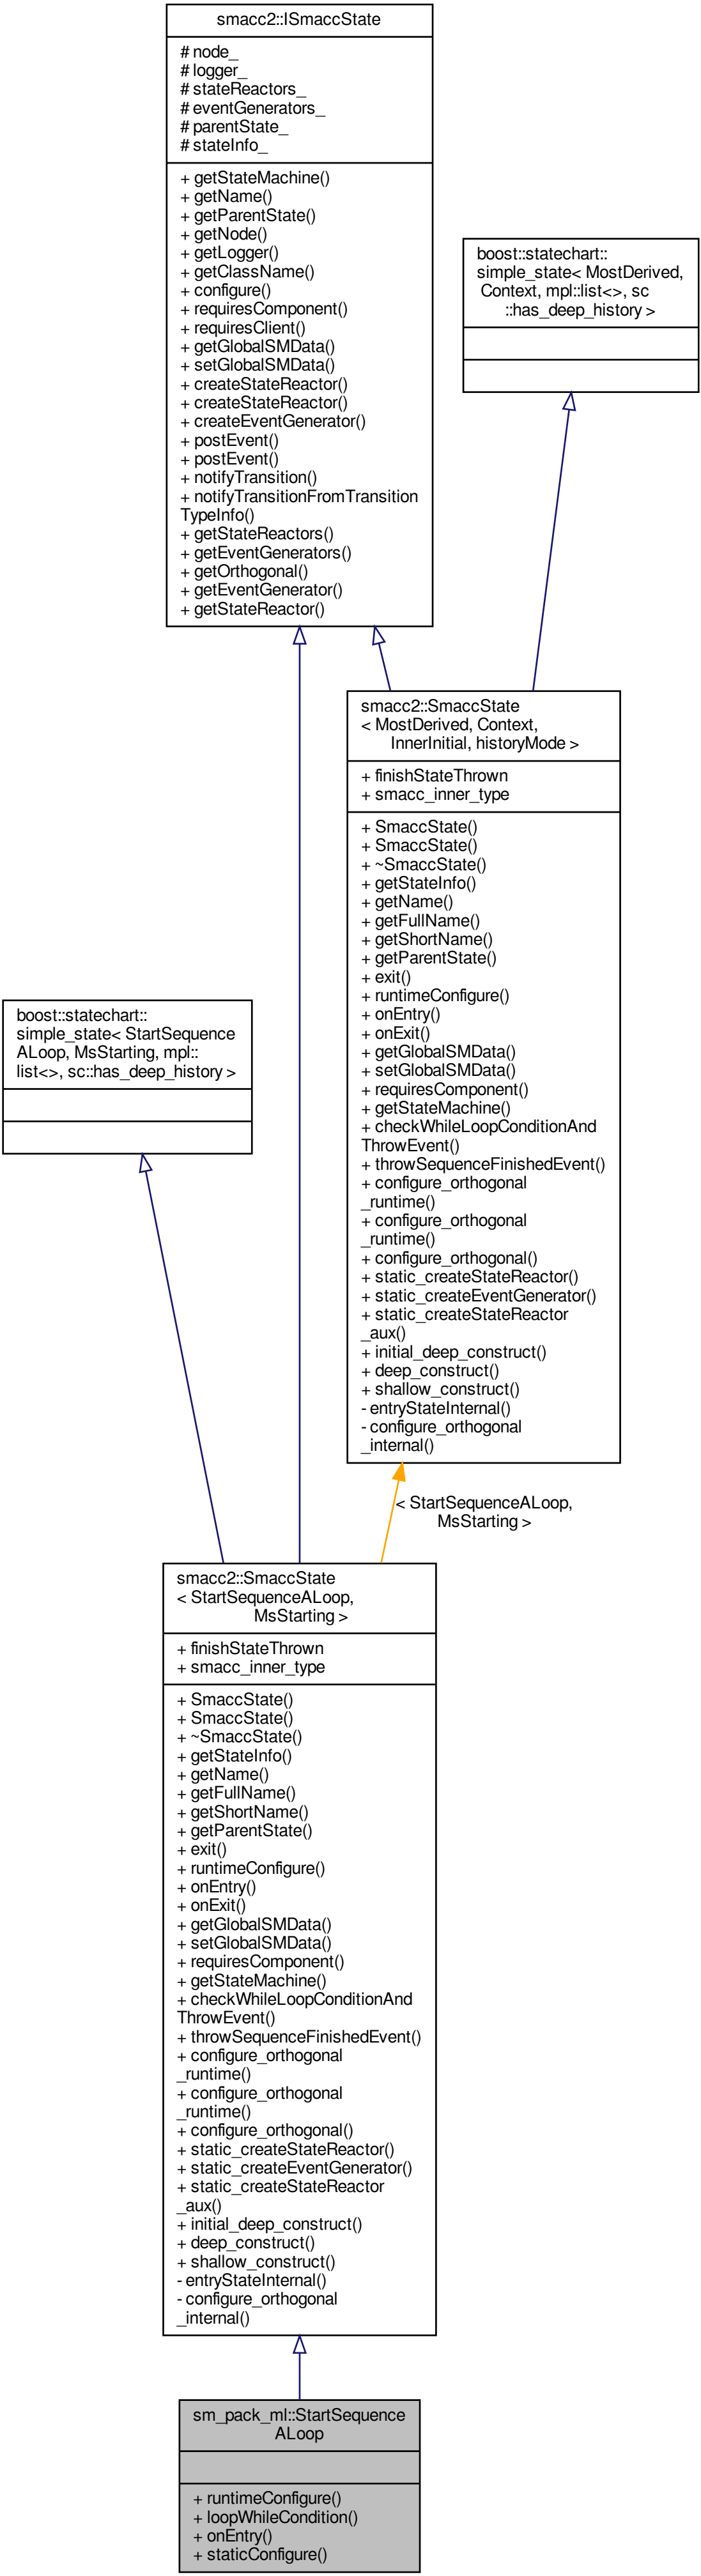 smacc2::ISmaccState
# node_
# logger_
# stateReactors_
# eventGenerators_
# parentState_
# stateInfo_
+ getStateMachine()
+ getName()
+ getParentState()
+ getNode()
+ getLogger()
+ getClassName()
+ configure()
+ requiresComponent()
+ requiresClient()
+ getGlobalSMData()
+ setGlobalSMData()
+ createStateReactor()
+ createStateReactor()
+ createEventGenerator()
+ postEvent()
+ postEvent()
+ notifyTransition()
+ notifyTransitionFromTransition
TypeInfo()
+ getStateReactors()
+ getEventGenerators()
+ getOrthogonal()
+ getEventGenerator()
+ getStateReactor()
boost::statechart::
simple_state< MostDerived,
Context, mpl::list<>, sc
::has_deep_history >
smacc2::SmaccState
< MostDerived, Context,
InnerInitial, historyMode >
+ finishStateThrown
+ smacc_inner_type
+ SmaccState()
+ SmaccState()
+ ~SmaccState()
+ getStateInfo()
+ getName()
+ getFullName()
+ getShortName()
+ getParentState()
+ exit()
+ runtimeConfigure()
+ onEntry()
+ onExit()
+ getGlobalSMData()
+ setGlobalSMData()
+ requiresComponent()
+ getStateMachine()
+ checkWhileLoopConditionAnd
ThrowEvent()
+ throwSequenceFinishedEvent()
+ configure_orthogonal
_runtime()
+ configure_orthogonal
_runtime()
+ configure_orthogonal()
+ static_createStateReactor()
+ static_createEventGenerator()
+ static_createStateReactor
_aux()
+ initial_deep_construct()
+ deep_construct()
+ shallow_construct()
- entryStateInternal()
- configure_orthogonal
_internal()
boost::statechart::
simple_state< StartSequence
ALoop, MsStarting, mpl::
list<>, sc::has_deep_history >
< StartSequenceALoop,
MsStarting >
smacc2::SmaccState
< StartSequenceALoop,
MsStarting >
+ finishStateThrown
+ smacc_inner_type
+ SmaccState()
+ SmaccState()
+ ~SmaccState()
+ getStateInfo()
+ getName()
+ getFullName()
+ getShortName()
+ getParentState()
+ exit()
+ runtimeConfigure()
+ onEntry()
+ onExit()
+ getGlobalSMData()
+ setGlobalSMData()
+ requiresComponent()
+ getStateMachine()
+ checkWhileLoopConditionAnd
ThrowEvent()
+ throwSequenceFinishedEvent()
+ configure_orthogonal
_runtime()
+ configure_orthogonal
_runtime()
+ configure_orthogonal()
+ static_createStateReactor()
+ static_createEventGenerator()
+ static_createStateReactor
_aux()
+ initial_deep_construct()
+ deep_construct()
+ shallow_construct()
- entryStateInternal()
- configure_orthogonal
_internal()
sm_pack_ml::StartSequence
ALoop
+ runtimeConfigure()
+ loopWhileCondition()
+ onEntry()
+ staticConfigure()